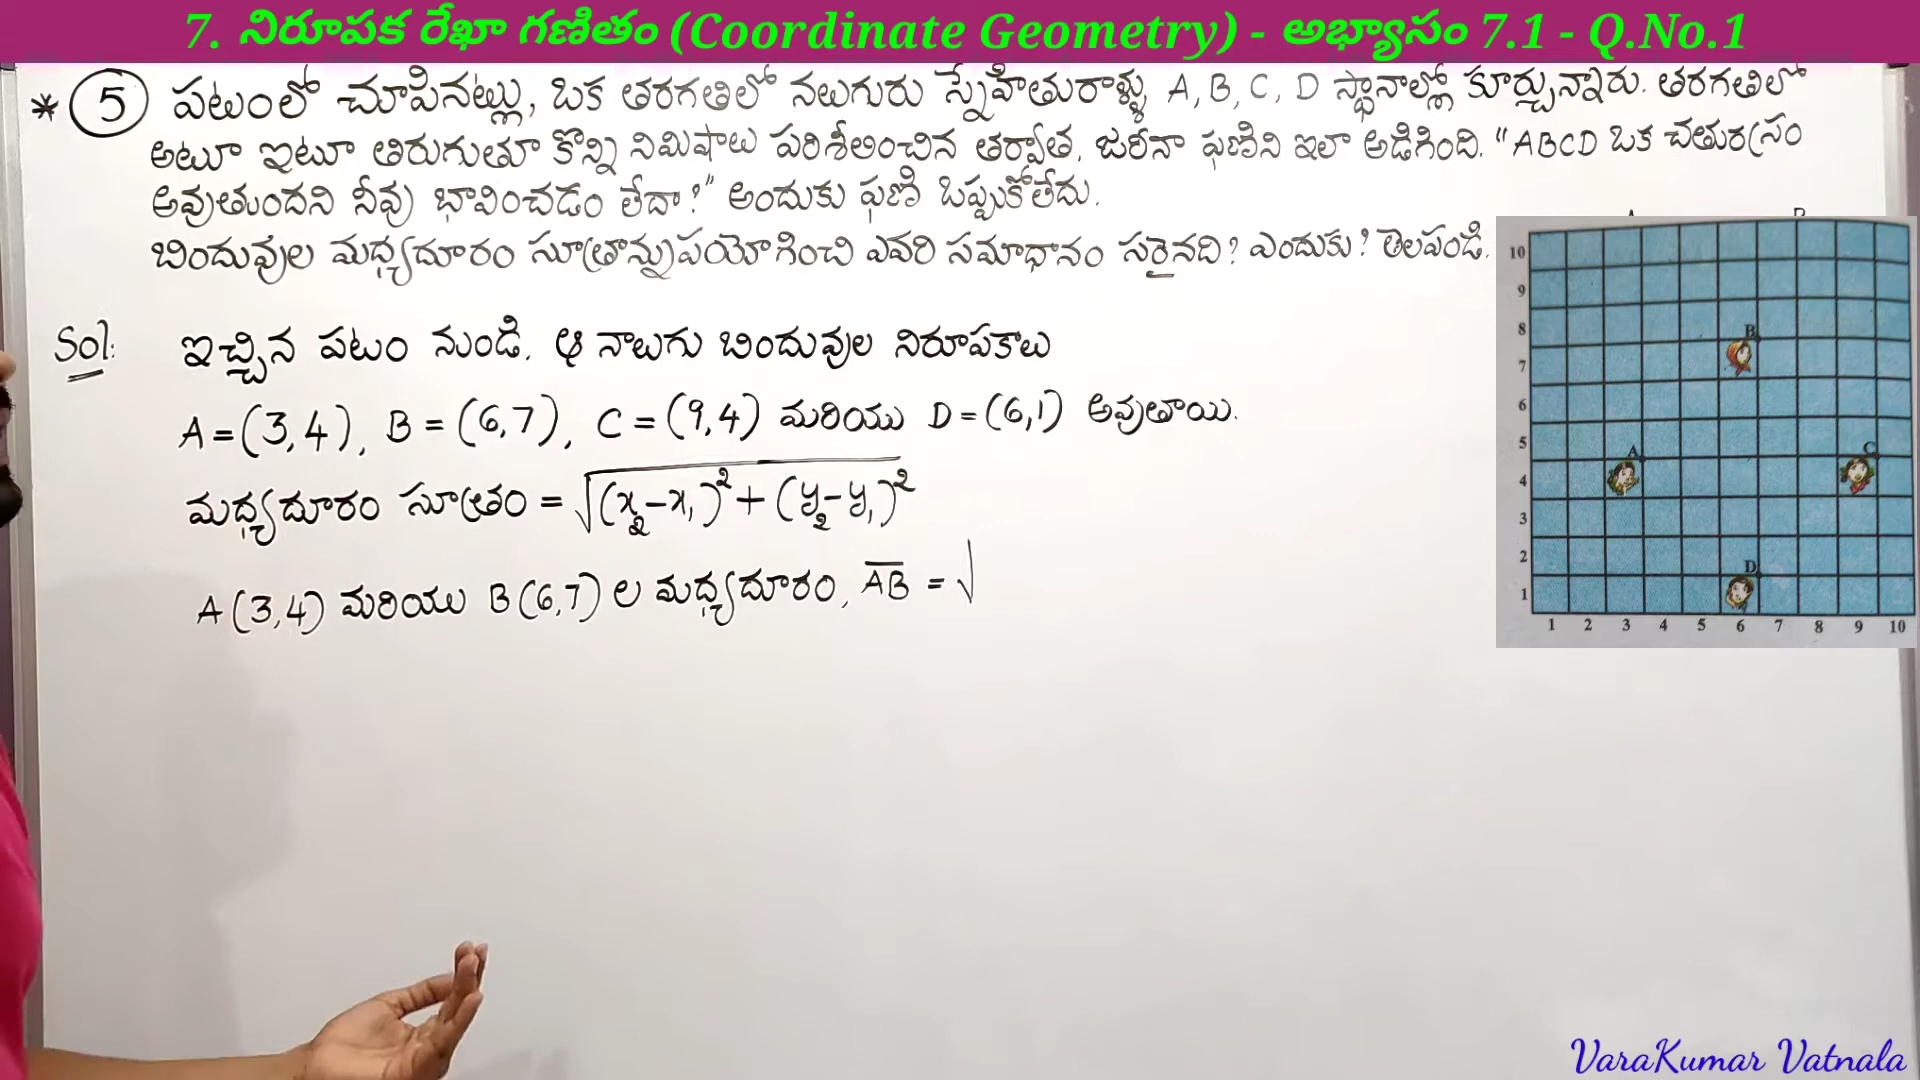 7. నిరూపక రేఖా గణితం (Coordinate Geometry) - అభ్యాసం 7.1 - Q.No.1
* 5 పటంలో చూపినట్లు, ఒక తరగతిలో నలుగురు స్నేహితురాళ్ళు A, B, C, D స్థానాల్లో కూర్చున్నారు. తరగతిలో
అటూ ఇటూ తిరుగుతూ కొన్ని నిమిషాలు పరిశీలించిన తర్వాత, జరీనా ఫణిని ఇలా అడిగింది. "ABCD ఒక చతురస్రం
అవుతుందని నీవు భావించడం లేదా?" అందుకు ఫణి ఒప్పుకోలేదు.
బిందువుల మధ్యదూరం సూత్రాన్నుపయోగించి ఎవరి సమాధానం సరైనది? ఎందుకు? తెలపండి.
Sol: ఇచ్చిన పటం నుండి, ఆ నాలుగు బిందువుల నిరూపకాలు
A = (3,4), B = (6,7), C = (9,4) మరియు D = (6,1) అవుతాయి.
మధ్యదూరం సూత్రం = √(x₂-x₁)² + (y₂-y₁)²
A (3,4) మరియు B (6,7) ల మధ్యదూరం, A̅B̅ = √
10
9
8 B
7
6
5 A C
4
3
2 D
1
1 2 3 4 5 6 7 8 9 10
VaraKumar Vatnala